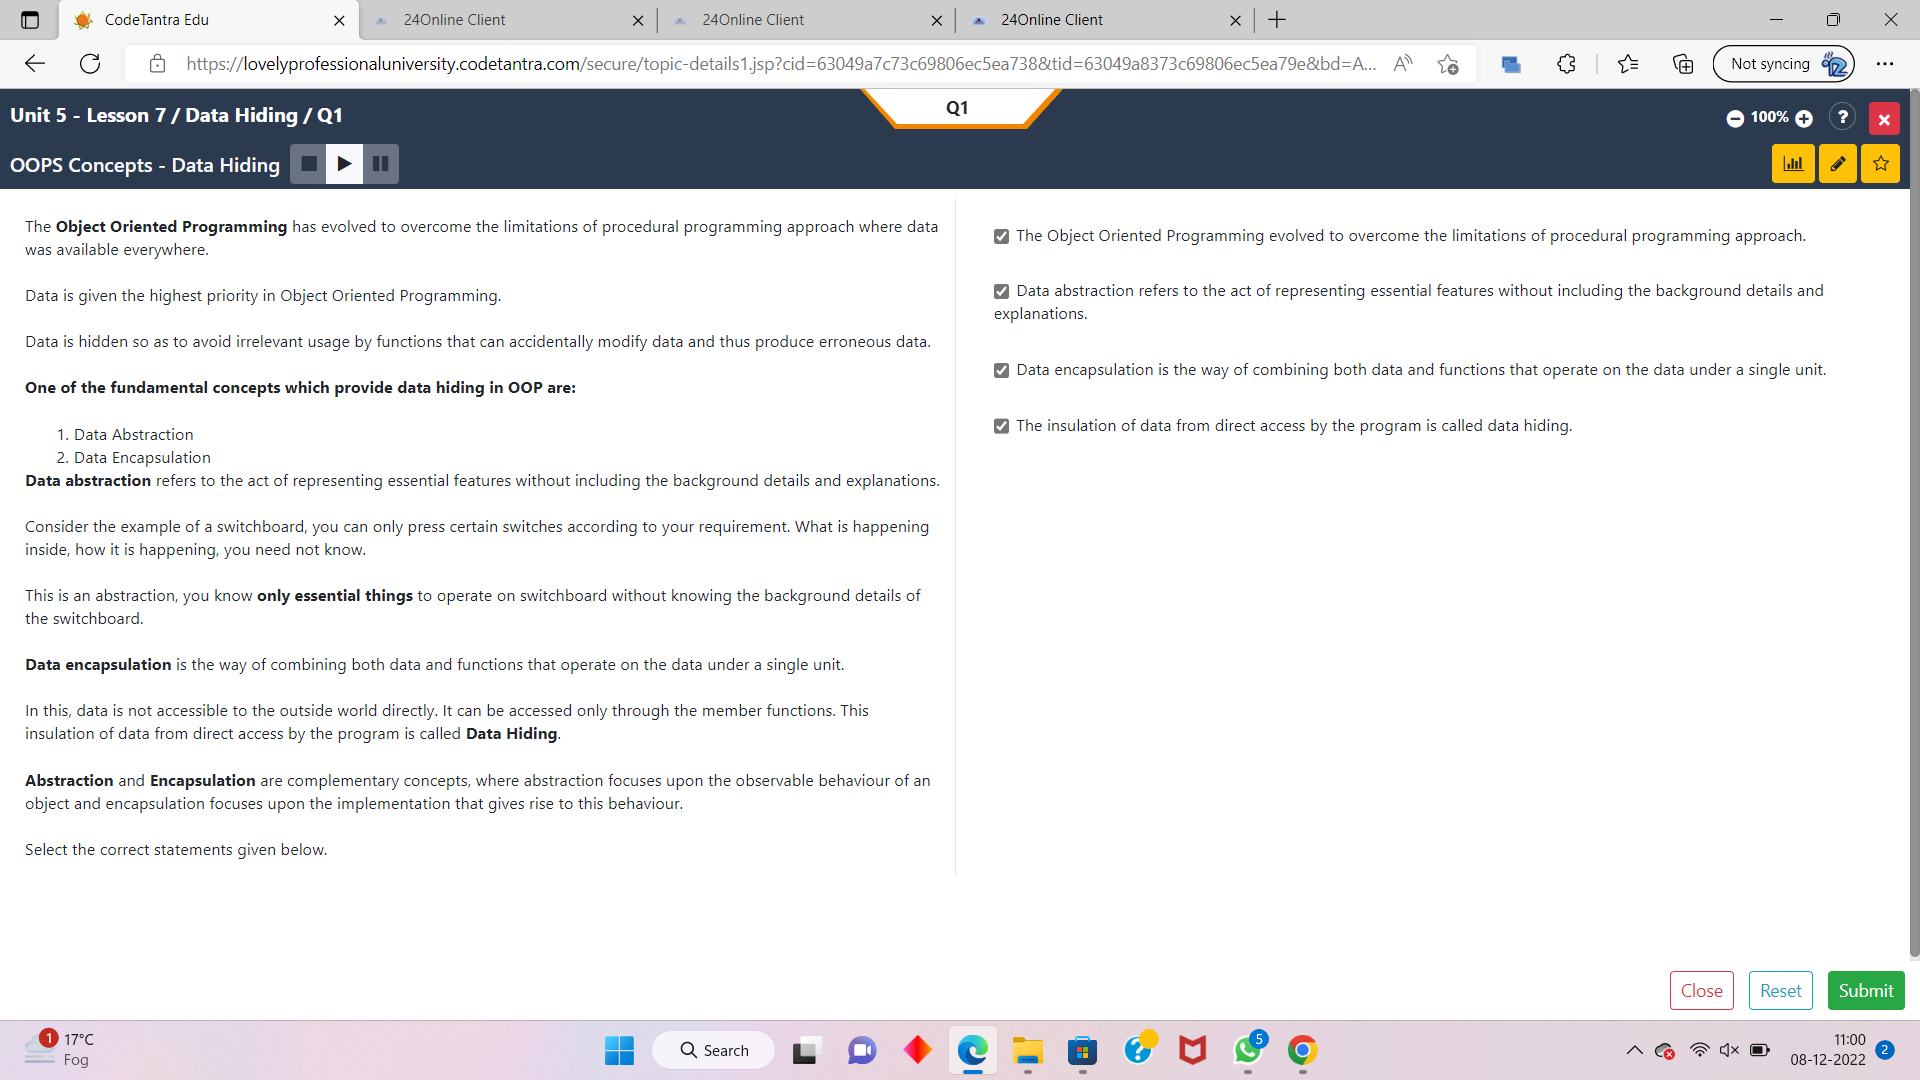 CodeTantra Edu
24Online Client
24Online Client
24Online Client
https://lovelyprofessionaluniversity.codetantra.com/secure/topic-details1.jsp?cid=63049a7c73c69806ec5ea738&tid=63049a8373c69806ec5ea79e&bd=A...
Not syncing
Unit 5 - Lesson 7 / Data Hiding / Q1
Q1
100%
?
OOPS Concepts - Data Hiding
The Object Oriented Programming has evolved to overcome the limitations of procedural programming approach where data
was available everywhere.
Data is given the highest priority in Object Oriented Programming.
Data is hidden so as to avoid irrelevant usage by functions that can accidentally modify data and thus produce erroneous data.
One of the fundamental concepts which provide data hiding in OOP are:
1. Data Abstraction
2. Data Encapsulation
Data abstraction refers to the act of representing essential features without including the background details and explanations.
Consider the example of a switchboard, you can only press certain switches according to your requirement. What is happening
inside, how it is happening, you need not know.
This is an abstraction, you know only essential things to operate on switchboard without knowing the background details of
the switchboard.
Data encapsulation is the way of combining both data and functions that operate on the data under a single unit.
In this, data is not accessible to the outside world directly. It can be accessed only through the member functions. This
insulation of data from direct access by the program is called Data Hiding.
Abstraction and Encapsulation are complementary concepts, where abstraction focuses upon the observable behaviour of an
object and encapsulation focuses upon the implementation that gives rise to this behaviour.
Select the correct statements given below.
The Object Oriented Programming evolved to overcome the limitations of procedural programming approach.
Data abstraction refers to the act of representing essential features without including the background details and
explanations.
Data encapsulation is the way of combining both data and functions that operate on the data under a single unit.
The insulation of data from direct access by the program is called data hiding.
Close
Reset
Submit
1
17°C
Fog
Search
5
11:00
08-12-2022
2